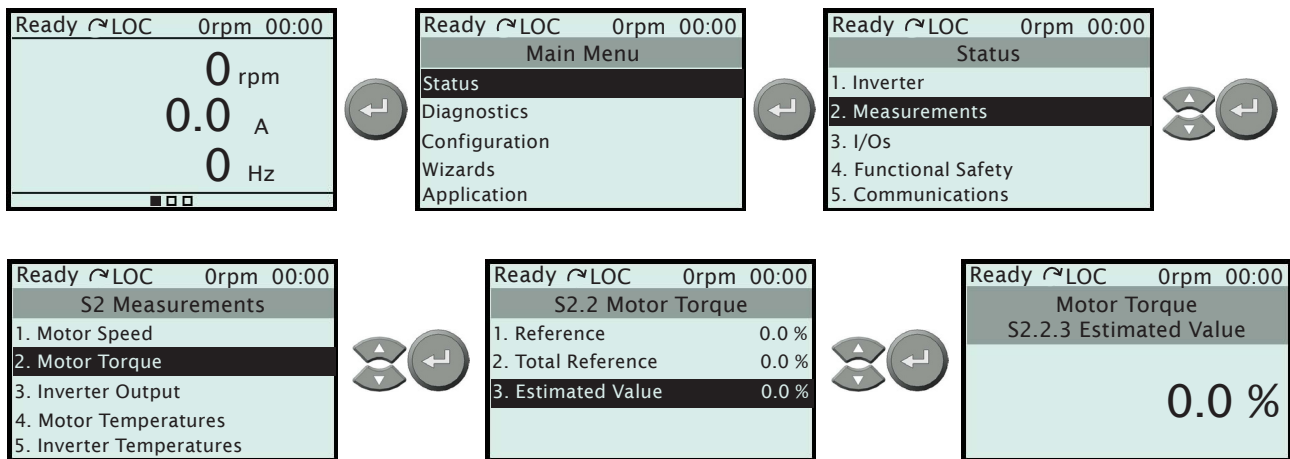 Ready LOC 0rpm 00:00
0 rpm
0.0 A
0 Hz
Ready LOC 0rpm 00:00
Main Menu
Status
Diagnostics
Configuration
Wizards
Application
Ready LOC 0rpm 00:00
Status
1. Inverter
2. Measurements
3. I/Os
4. Functional Safety
5. Communications
Ready LOC 0rpm 00:00
S2 Measurements
1. Motor Speed
2. Motor Torque
3. Inverter Output
4. Motor Temperatures
5. Inverter Temperatures
Ready LOC 0rpm 00:00
S2.2 Motor Torque
1. Reference 0.0 %
2. Total Reference 0.0 %
3. Estimated Value 0.0 %
Ready LOC 0rpm 00:00
Motor Torque
S2.2.3 Estimated Value
0.0 %